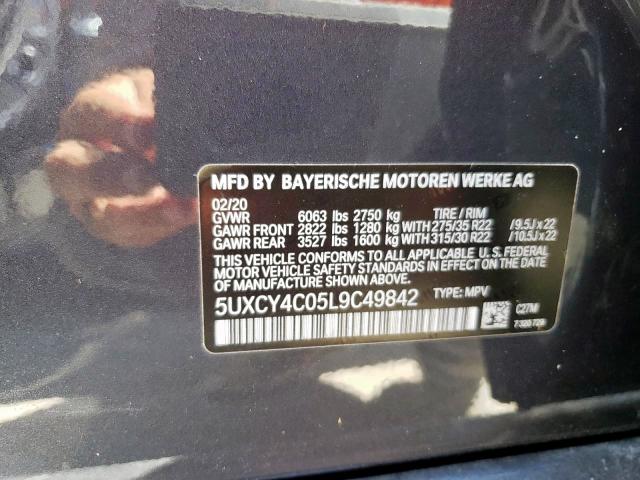 MFD BY BAYERISCHE MOTOREN WERKE AG
02/20
GVWR 6063 lbs 2750 kg TIRE / RIM
GAWR FRONT 2822 lbs 1280 kg WITH 275/35 R22 /9.5J x 22
GAWR REAR 3527 lbs 1600 kg WITH 315/30 R22 /10.5J x 22
THIS VEHICLE CONFORMS TO ALL APPLICABLE U. S. FEDERAL
MOTOR VEHICLE SAFETY STANDARDS IN EFFECT ON THE DATE
OF MANUFACTURE SHOWN ABOVE.
5UXCY4C05L9C49842 TYPE: MPV
C27M